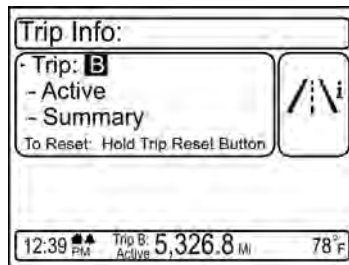 Trip Info:
- Trip: B
- Active
- Summary
To Reset: Hold Trip Reset Button
i
12:39 PM Trip B: Active 5,326.8 MI 78°F